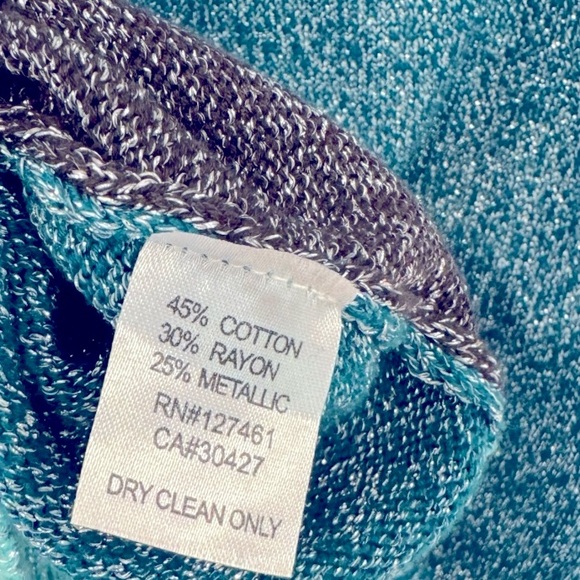 45% COTTON
30% RAYON
25% METALLIC
RN#127461
CA#30427
DRY CLEAN ONLY